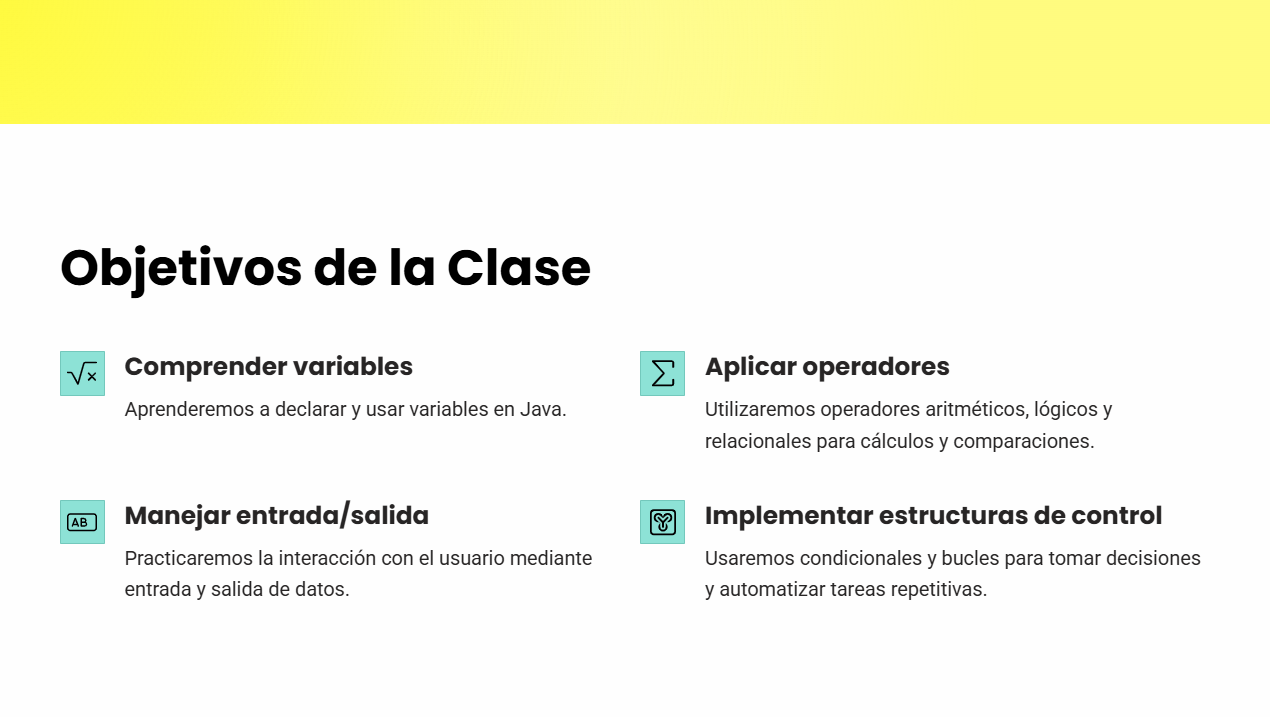 Objetivos de la Clase
Comprender variables
Aprenderemos a declarar y usar variables en Java.
Aplicar operadores
Utilizaremos operadores aritméticos, lógicos y
relacionales para cálculos y comparaciones.
AB
Manejar entrada/salida
Practicaremos la interacción con el usuario mediante
entrada y salida de datos.
Implementar estructuras de control
Usaremos condicionales y bucles para tomar decisiones
y automatizar tareas repetitivas.